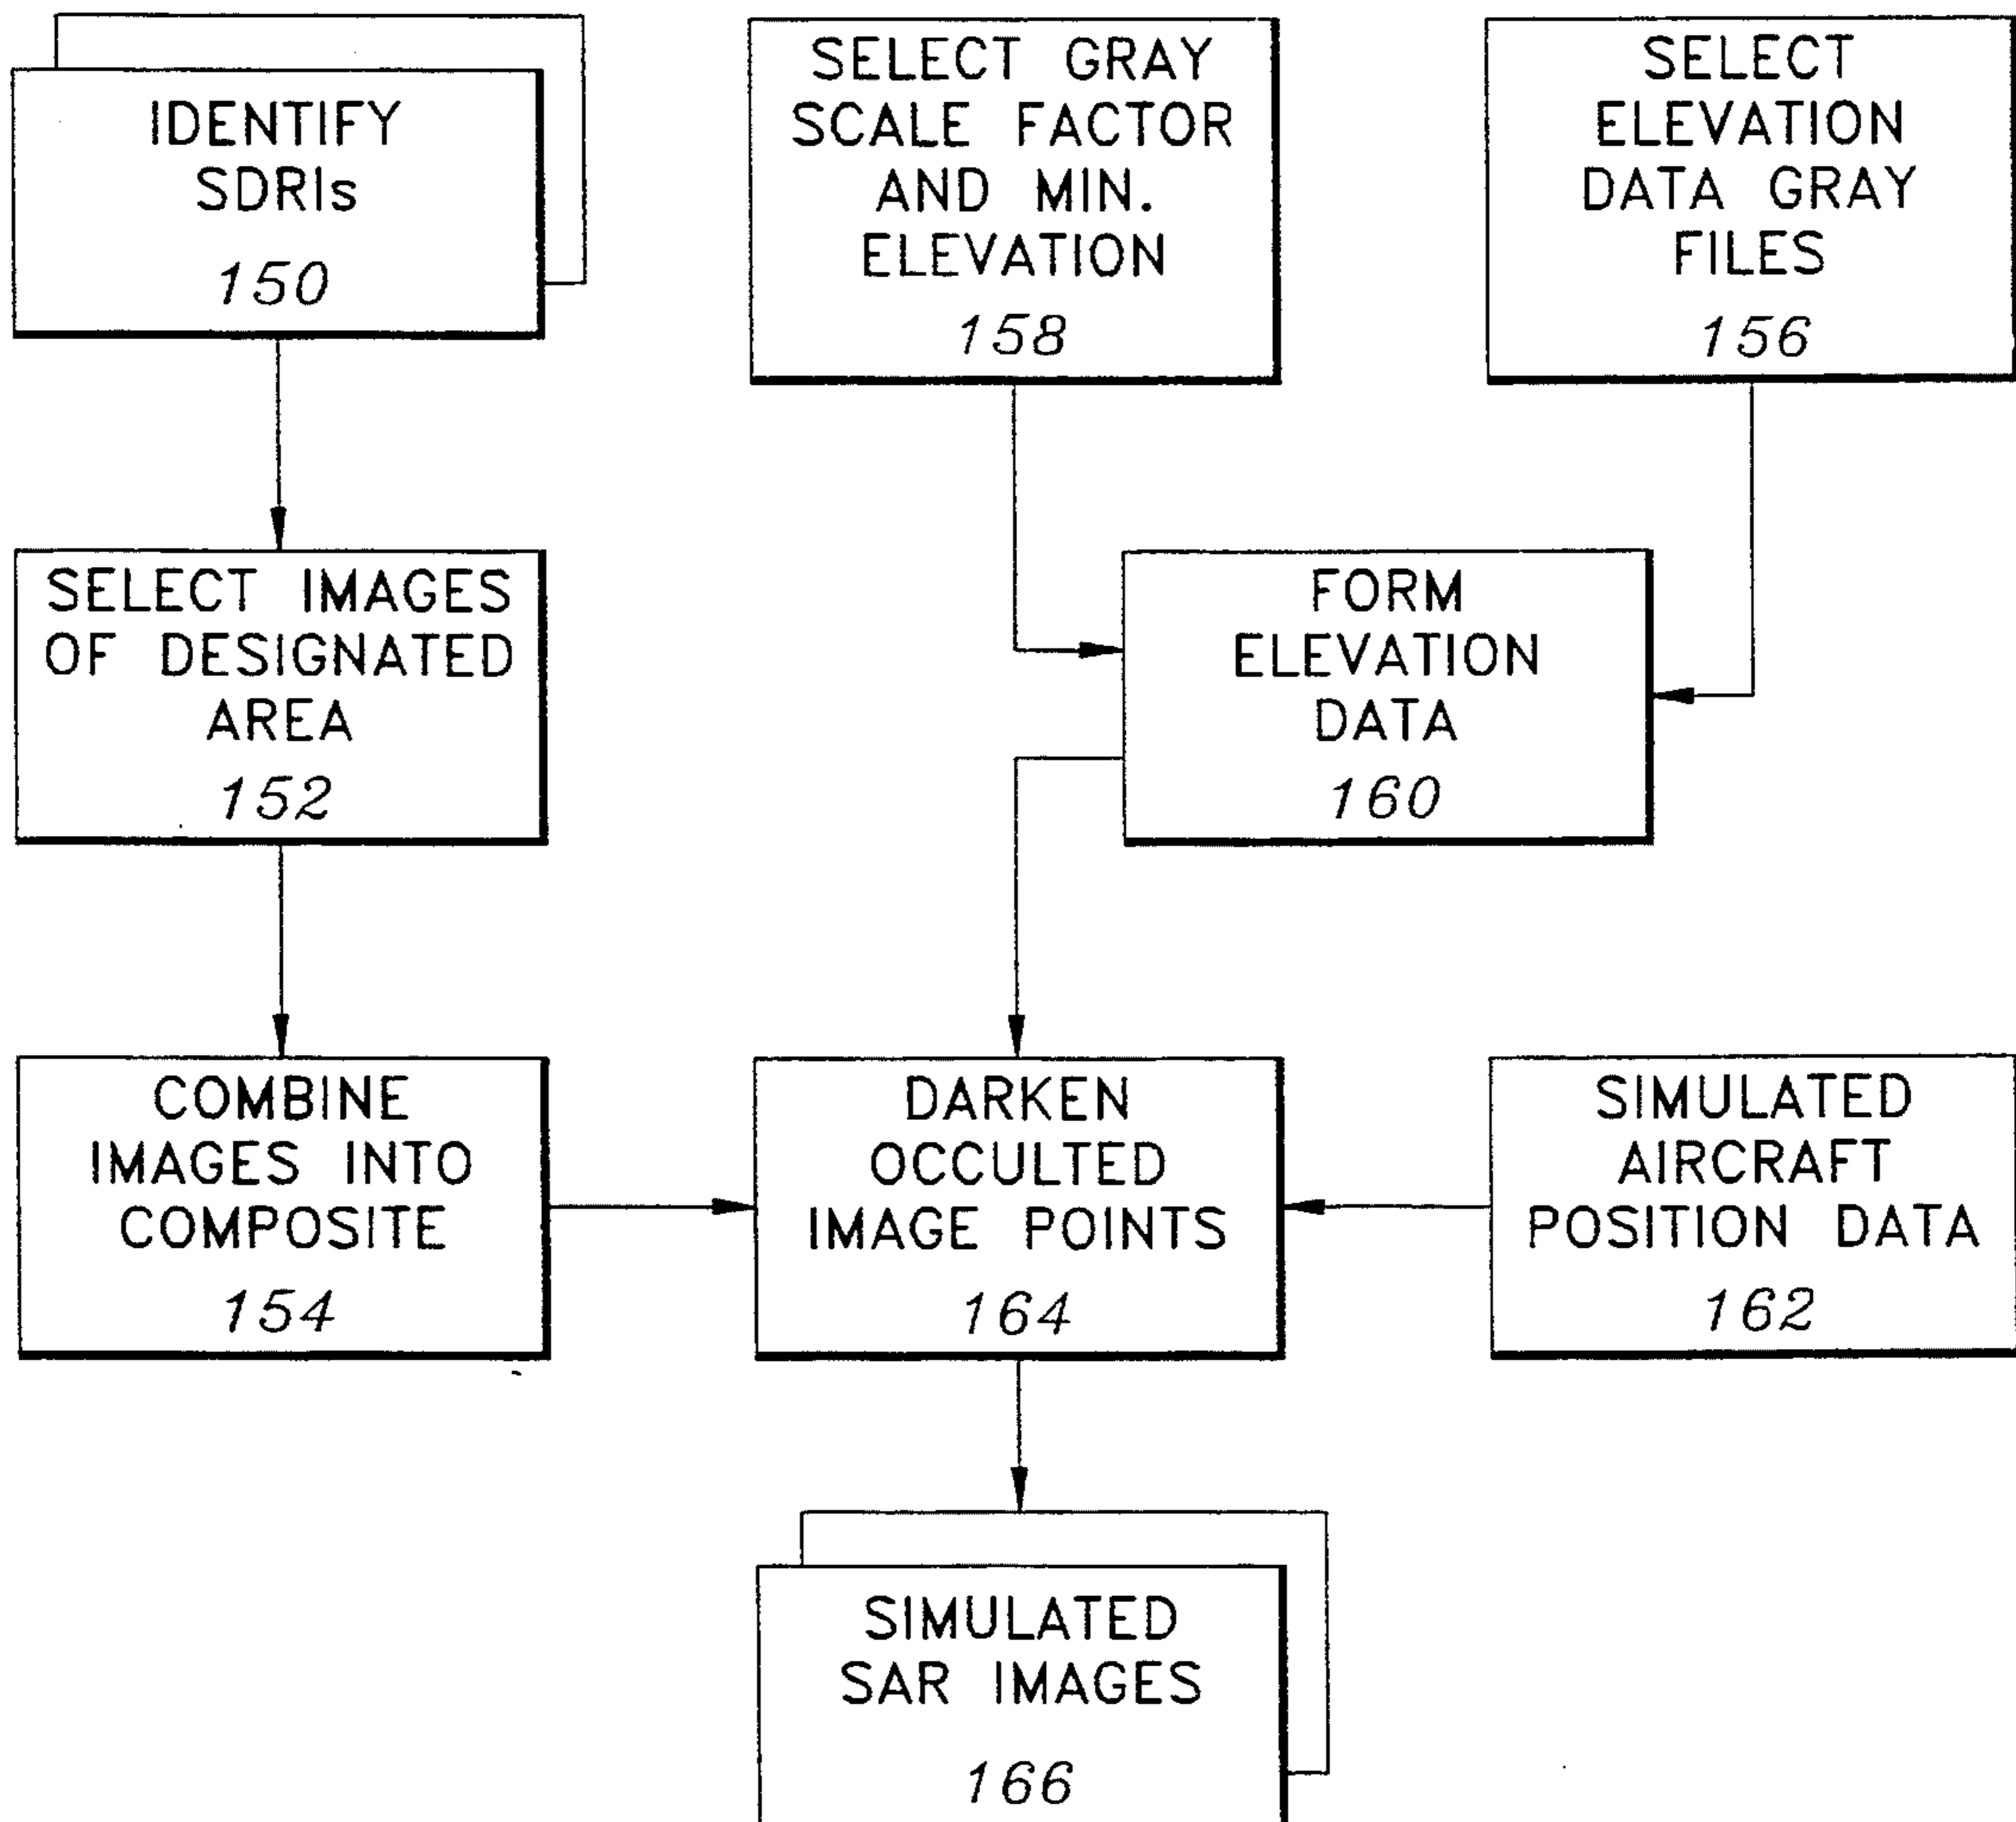 IDENTIFY
SDRIs
150
SELECT GRAY
SCALE FACTOR
AND MIN.
ELEVATION
158
SELECT
ELEVATION
DATA GRAY
FILES
156
SELECT IMAGES
OF DESIGNATED
AREA
152
FORM
ELEVATION
DATA
160
COMBINE
IMAGES INTO
COMPOSITE
154
DARKEN
OCCULTED
IMAGE POINTS
164
SIMULATED
AIRCRAFT
POSITION DATA
162
SIMULATED
SAR IMAGES
166